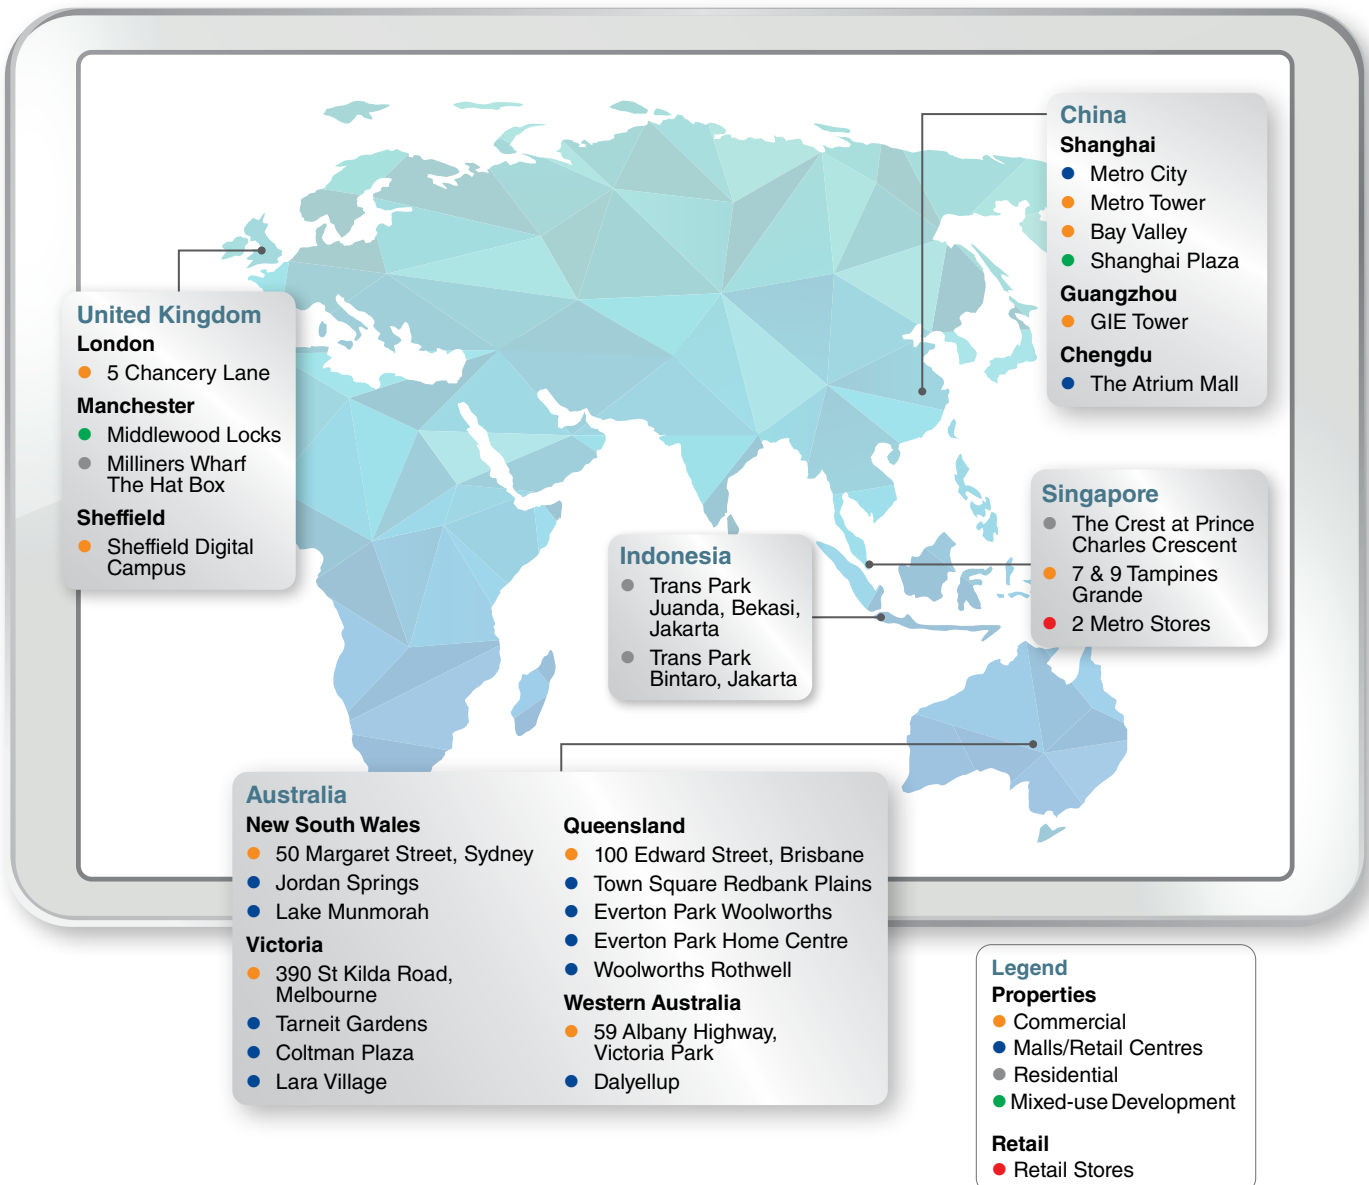 China
Shanghai
Metro City
Metro Tower
Bay Valley
Shanghai Plaza
Guangzhou
GIE Tower
Chengdu
The Atrium Mall
United Kingdom
London
5 Chancery Lane
Manchester
Middlewood Locks
Milliners Wharf
The Hat Box
Sheffield
Sheffield Digital
Campus
Singapore
The Crest at Prince
Charles Crescent
7 & 9 Tampines
Grande
2 Metro Stores
Indonesia
Trans Park
Juanda, Bekasi,
Jakarta
Trans Park
Bintaro, Jakarta
Australia
New South Wales
50 Margaret Street, Sydney
Jordan Springs
Lake Munmorah
Victoria
390 St Kilda Road,
Melbourne
Tarneit Gardens
Coltman Plaza
Lara Village
Queensland
100 Edward Street, Brisbane
Town Square Redbank Plains
Everton Park Woolworths
Everton Park Home Centre
Woolworths Rothwell
Western Australia
59 Albany Highway,
Victoria Park
Dalyellup
Legend
Properties
Commercial
Malls/Retail Centres
Residential
Mixed-use Development
Retail
Retail Stores